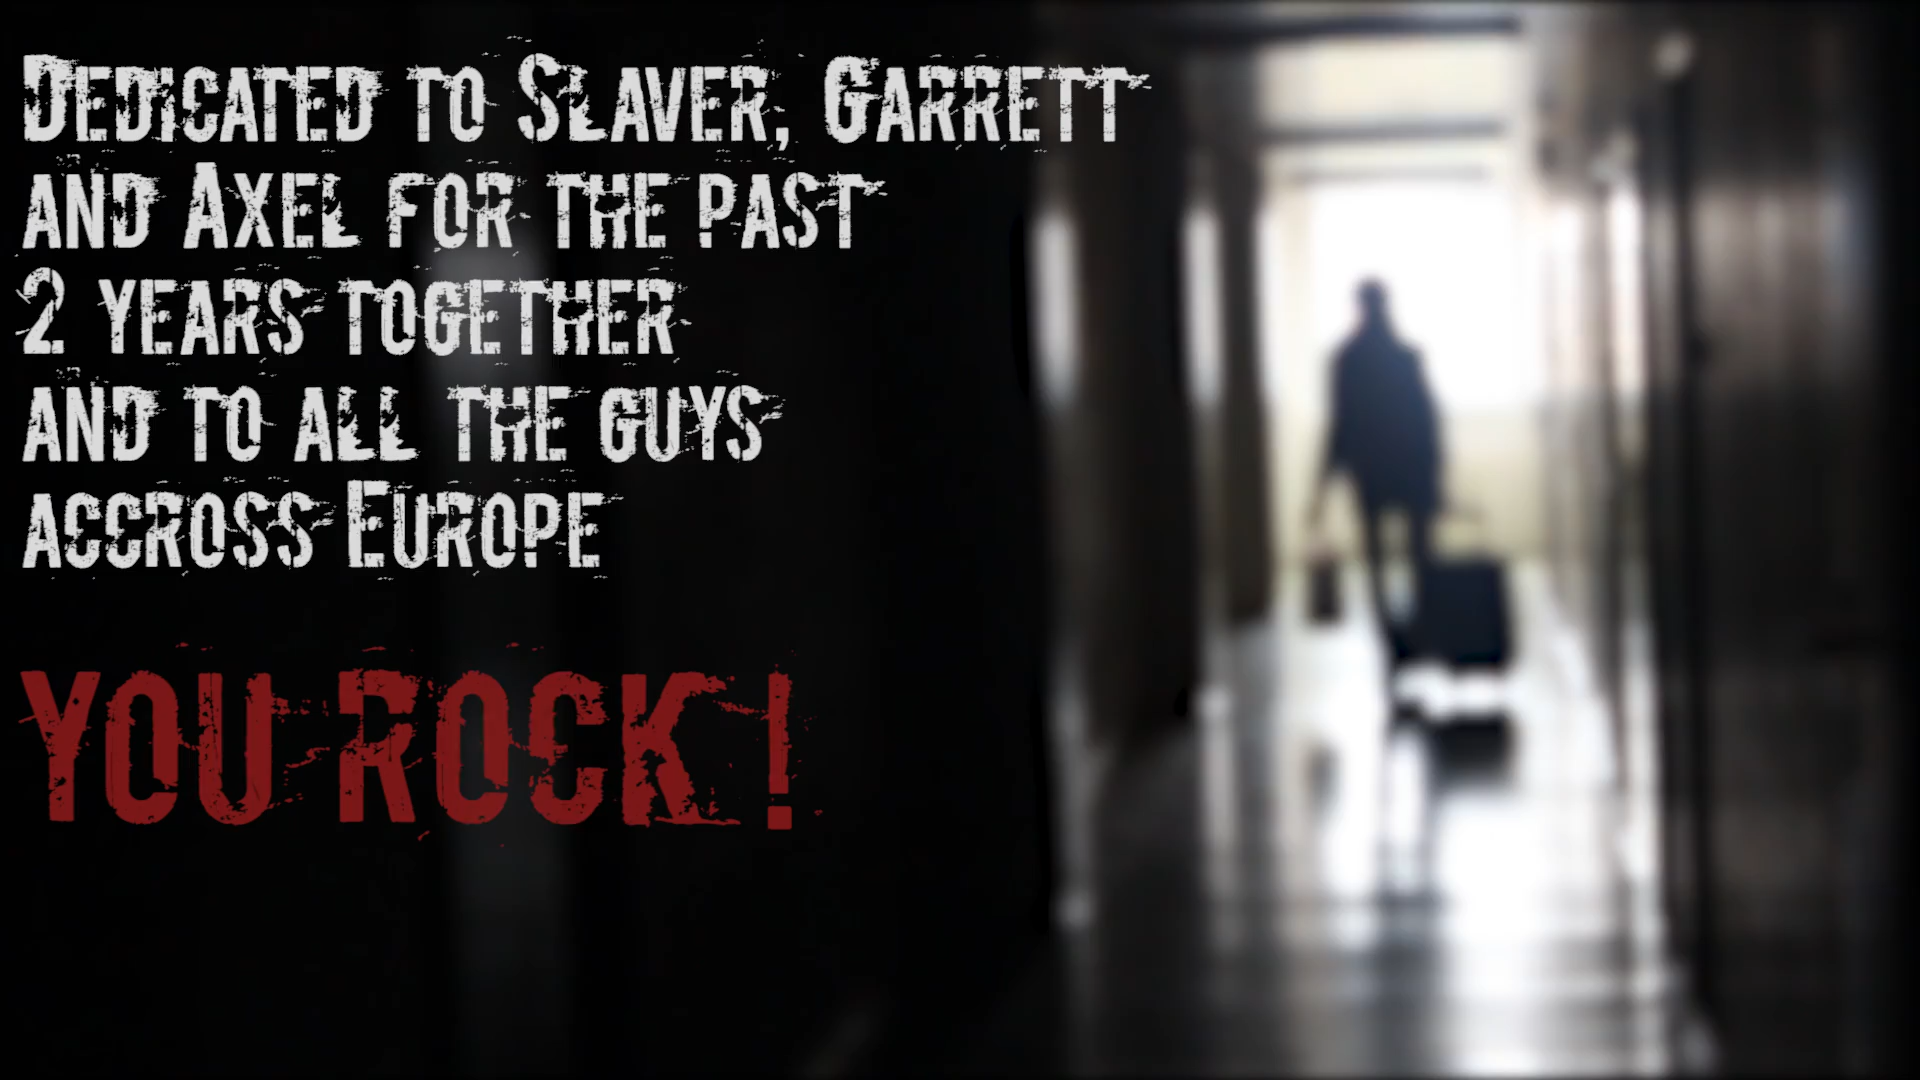 Dedicated to Slaver, Garrett
and Axel for the past
2 years together
and to all the guys
accross Europe
YOU ROCK !